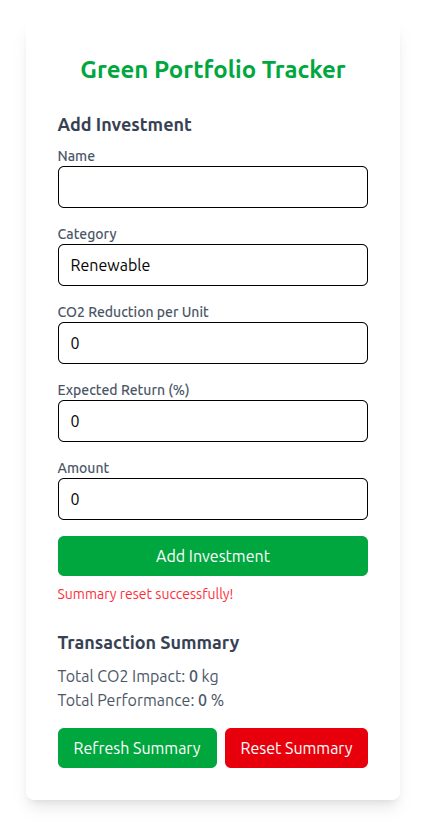 Green Portfolio Tracker
Add Investment
Name
Category
Renewable
CO2 Reduction per Unit
0
Expected Return (%)
0
Amount
0
Add Investment
Summary reset successfully!
Transaction Summary
Total CO2 Impact: 0 kg
Total Performance: 0 %
Refresh Summary Reset Summary